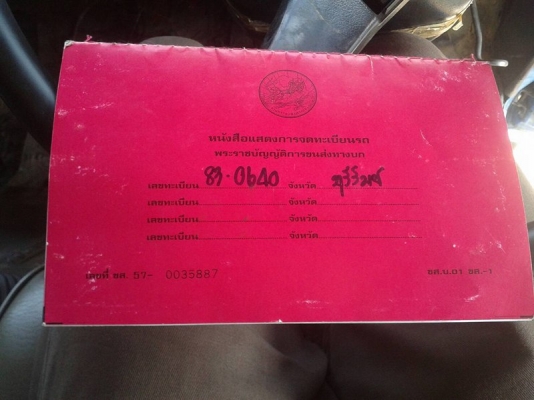 หนังสือแสดงการจดทะเบียนรถ
พระราชบัญญัติการขนส่งทางบก
เลขทะเบียน 83-0640 จังหวัด บุรีรัมย์
เลขทะเบียน จังหวัด
เลขทะเบียน จังหวัด
เลขทะเบียน จังหวัด
เลขที่ ขส. 57- 0035887 ขส.น.01 ขส.-1